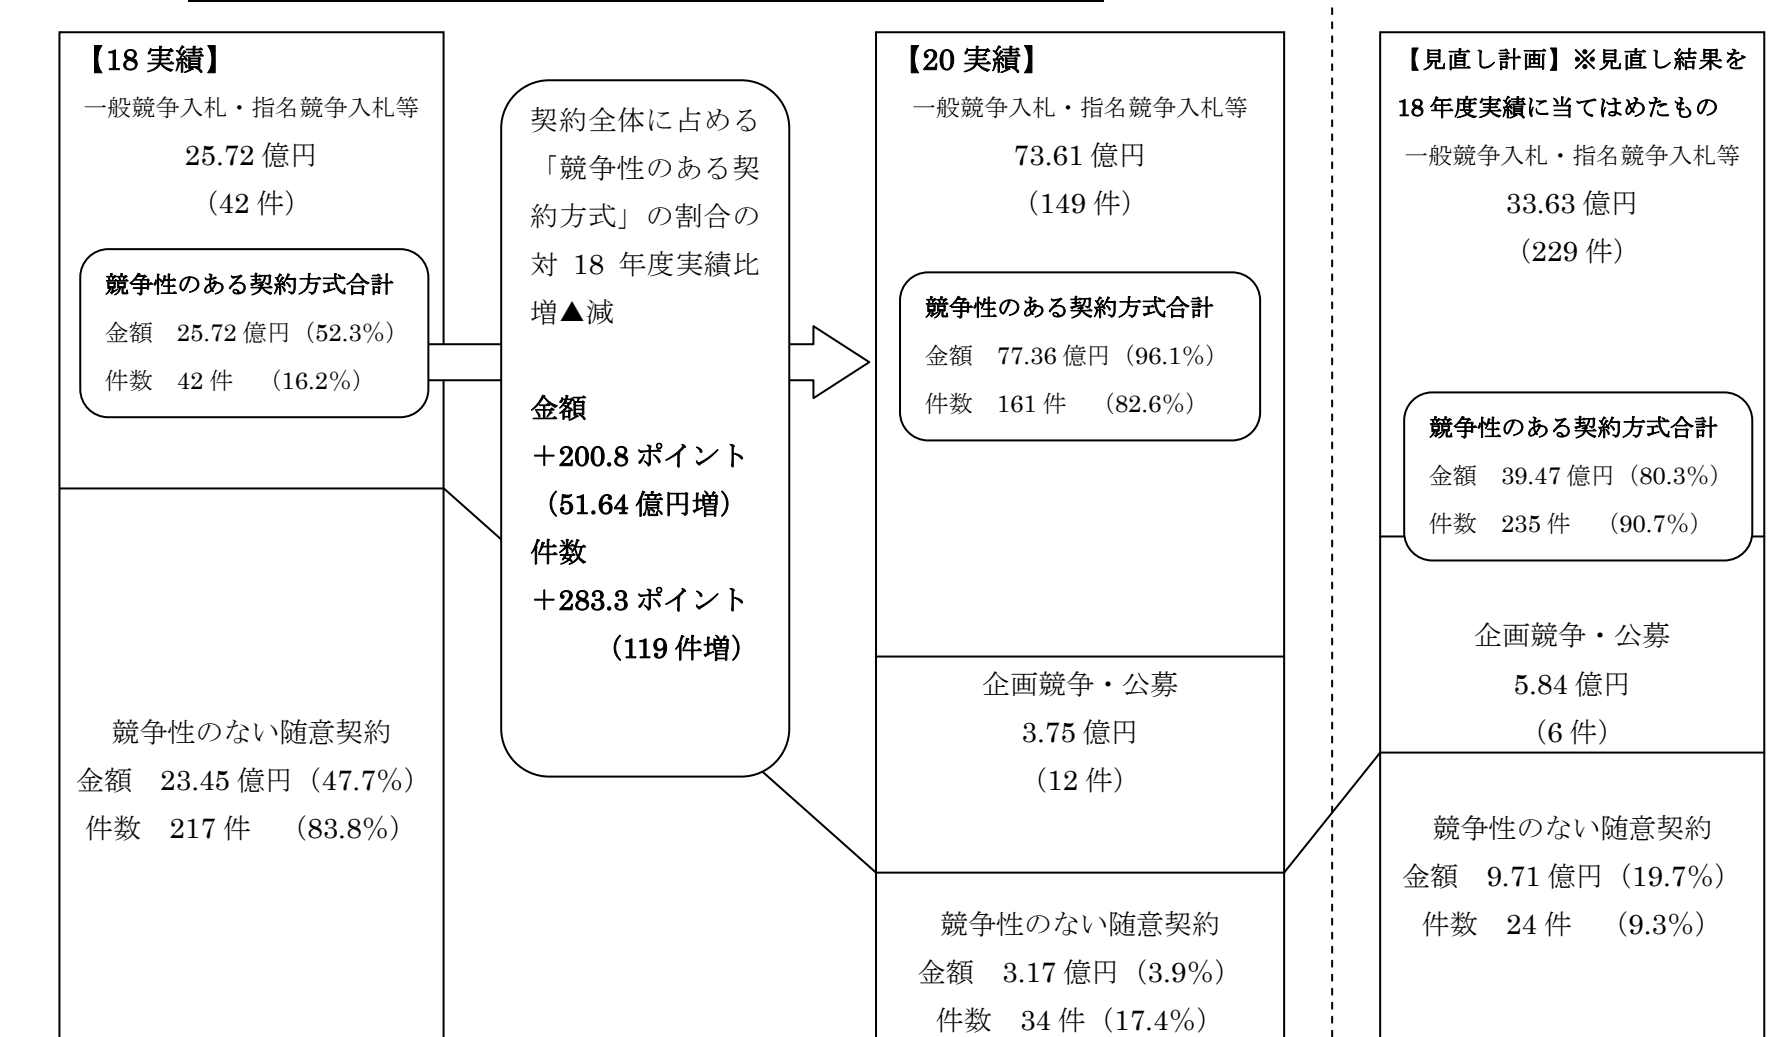 【18 実績】
一般競争入札・指名競争入札等
25.72 億円
（42 件）
競争性のある契約方式合計
金額　25.72 億円（52.3%）
件数　42 件　（16.2%）
競争性のない随意契約
金額　23.45 億円（47.7%）
件数　217 件　（83.8%）
契約全体に占める
「競争性のある契
約方式」の割合の
対 18 年度実績比
増▲減
金額
＋200.8 ポイント
（51.64 億円増）
件数
＋283.3 ポイント
（119 件増）
【20 実績】
一般競争入札・指名競争入札等
73.61 億円
（149 件）
競争性のある契約方式合計
金額　77.36 億円（96.1%）
件数　161 件　（82.6%）
企画競争・公募
3.75 億円
（12 件）
競争性のない随意契約
金額　3.17 億円（3.9%）
件数　34 件（17.4%）
【見直し計画】※見直し結果を
18 年度実績に当てはめたもの
一般競争入札・指名競争入札等
33.63 億円
（229 件）
競争性のある契約方式合計
金額　39.47 億円（80.3%）
件数　235 件　（90.7%）
企画競争・公募
5.84 億円
（6 件）
競争性のない随意契約
金額　9.71 億円（19.7%）
件数　24 件　（9.3%）